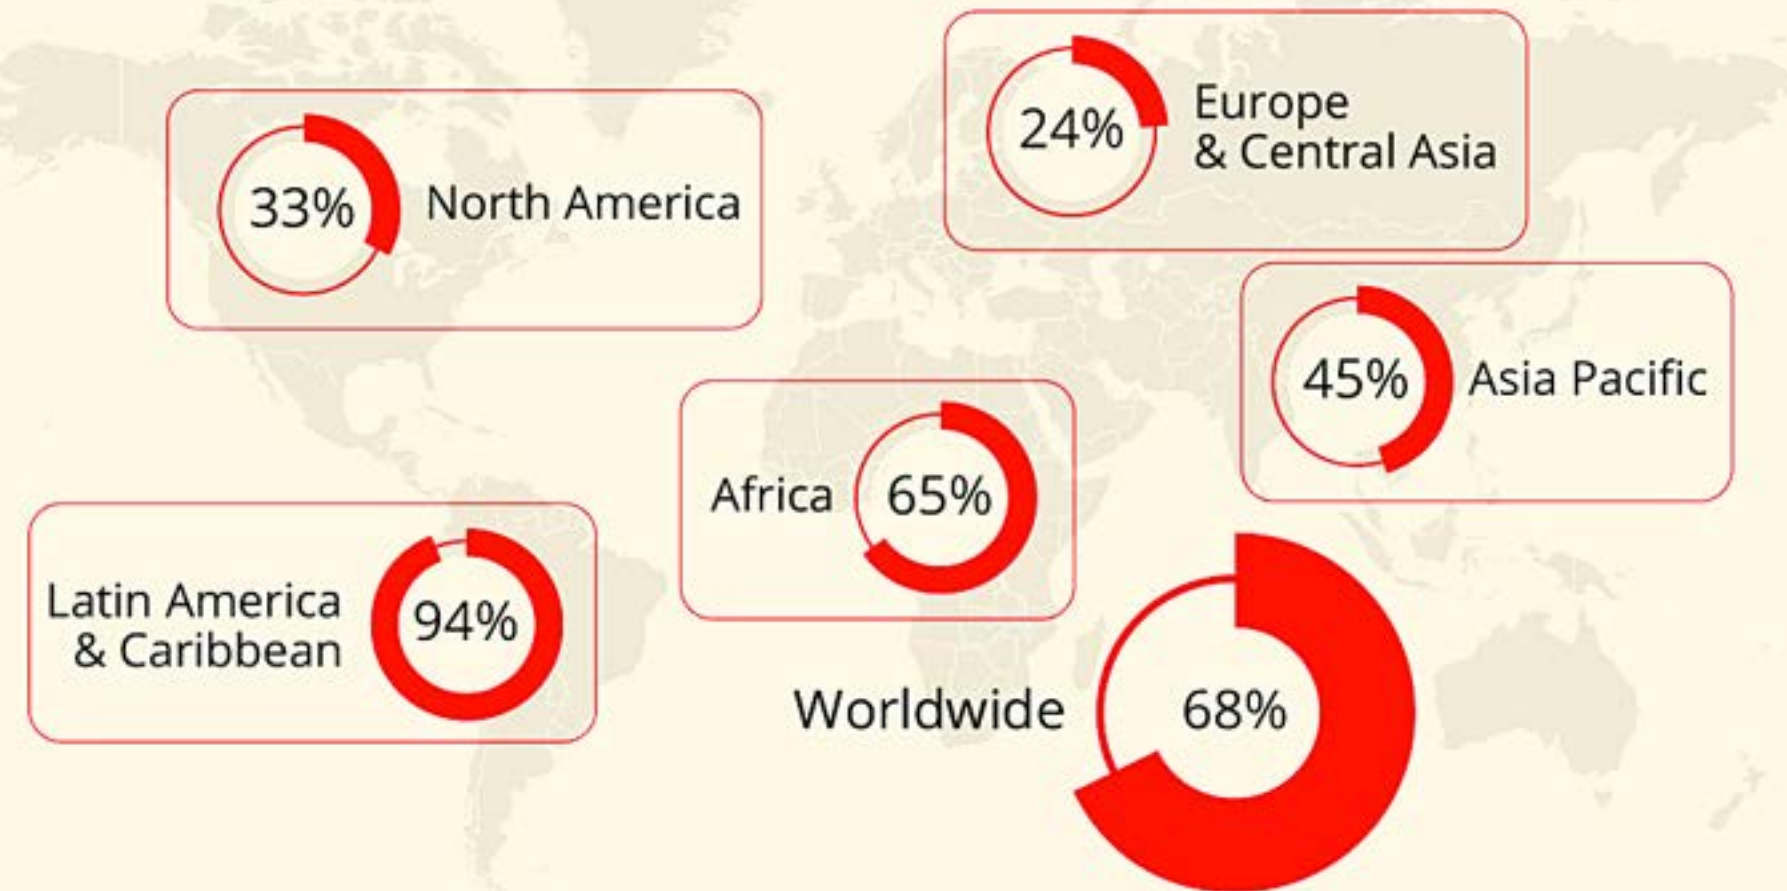 33%
North America
24%
Europe
& Central Asia
45%
Asia Pacific
Africa
65%
Latin America
& Caribbean
94%
Worldwide
68%